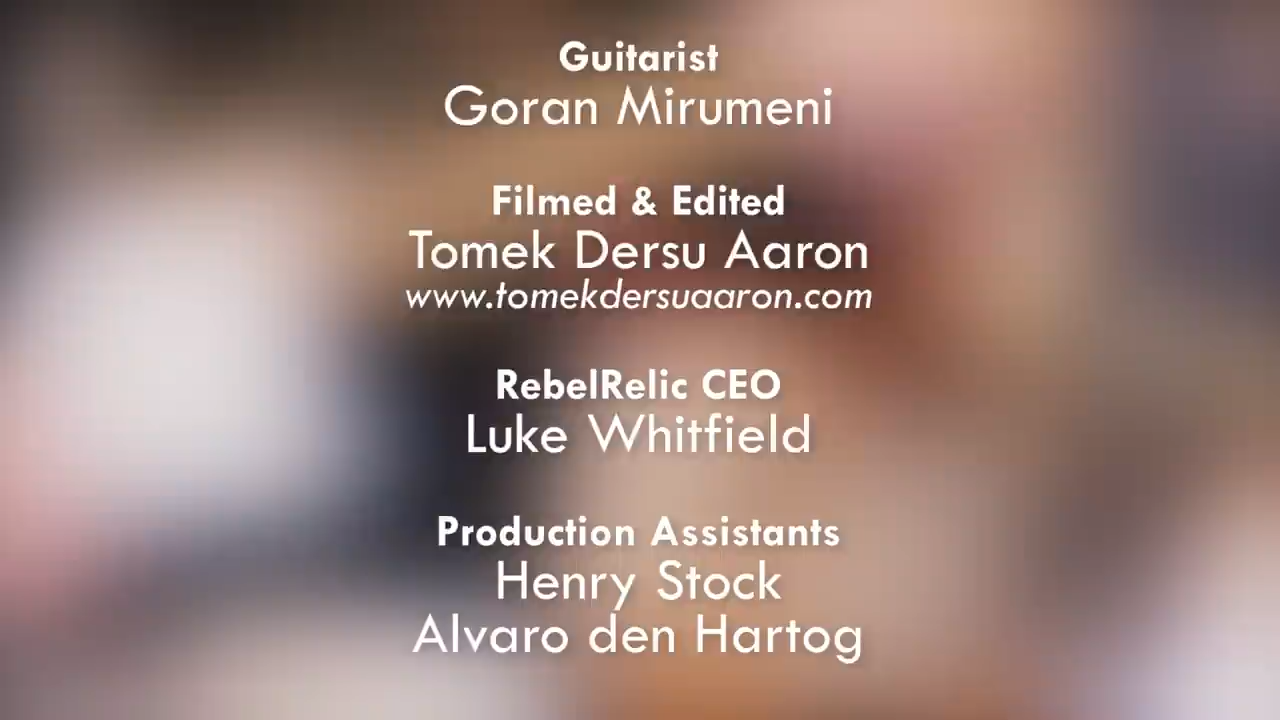 Guitarist
Goran Mirumeni
Filmed & Edited
Tomek Dersu Aaron
www.tomekdersuaaron.com
RebelRelic CEO
Luke Whitfield
Production Assistants
Henry Stock
Alvaro den Hartog